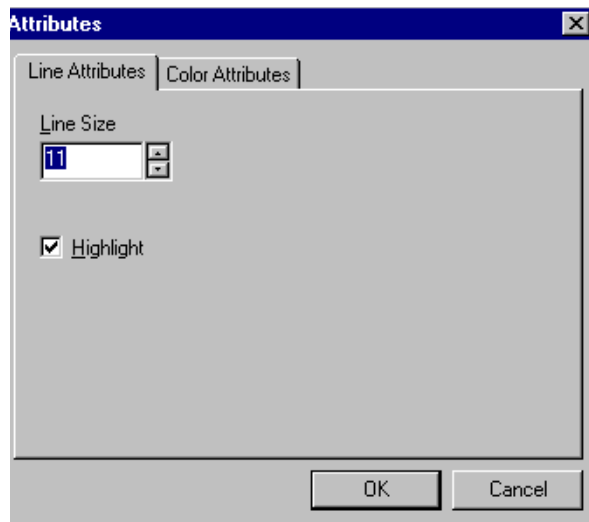 Attributes
Line Attributes Color Attributes
Line Size
11
Highlight
OK Cancel